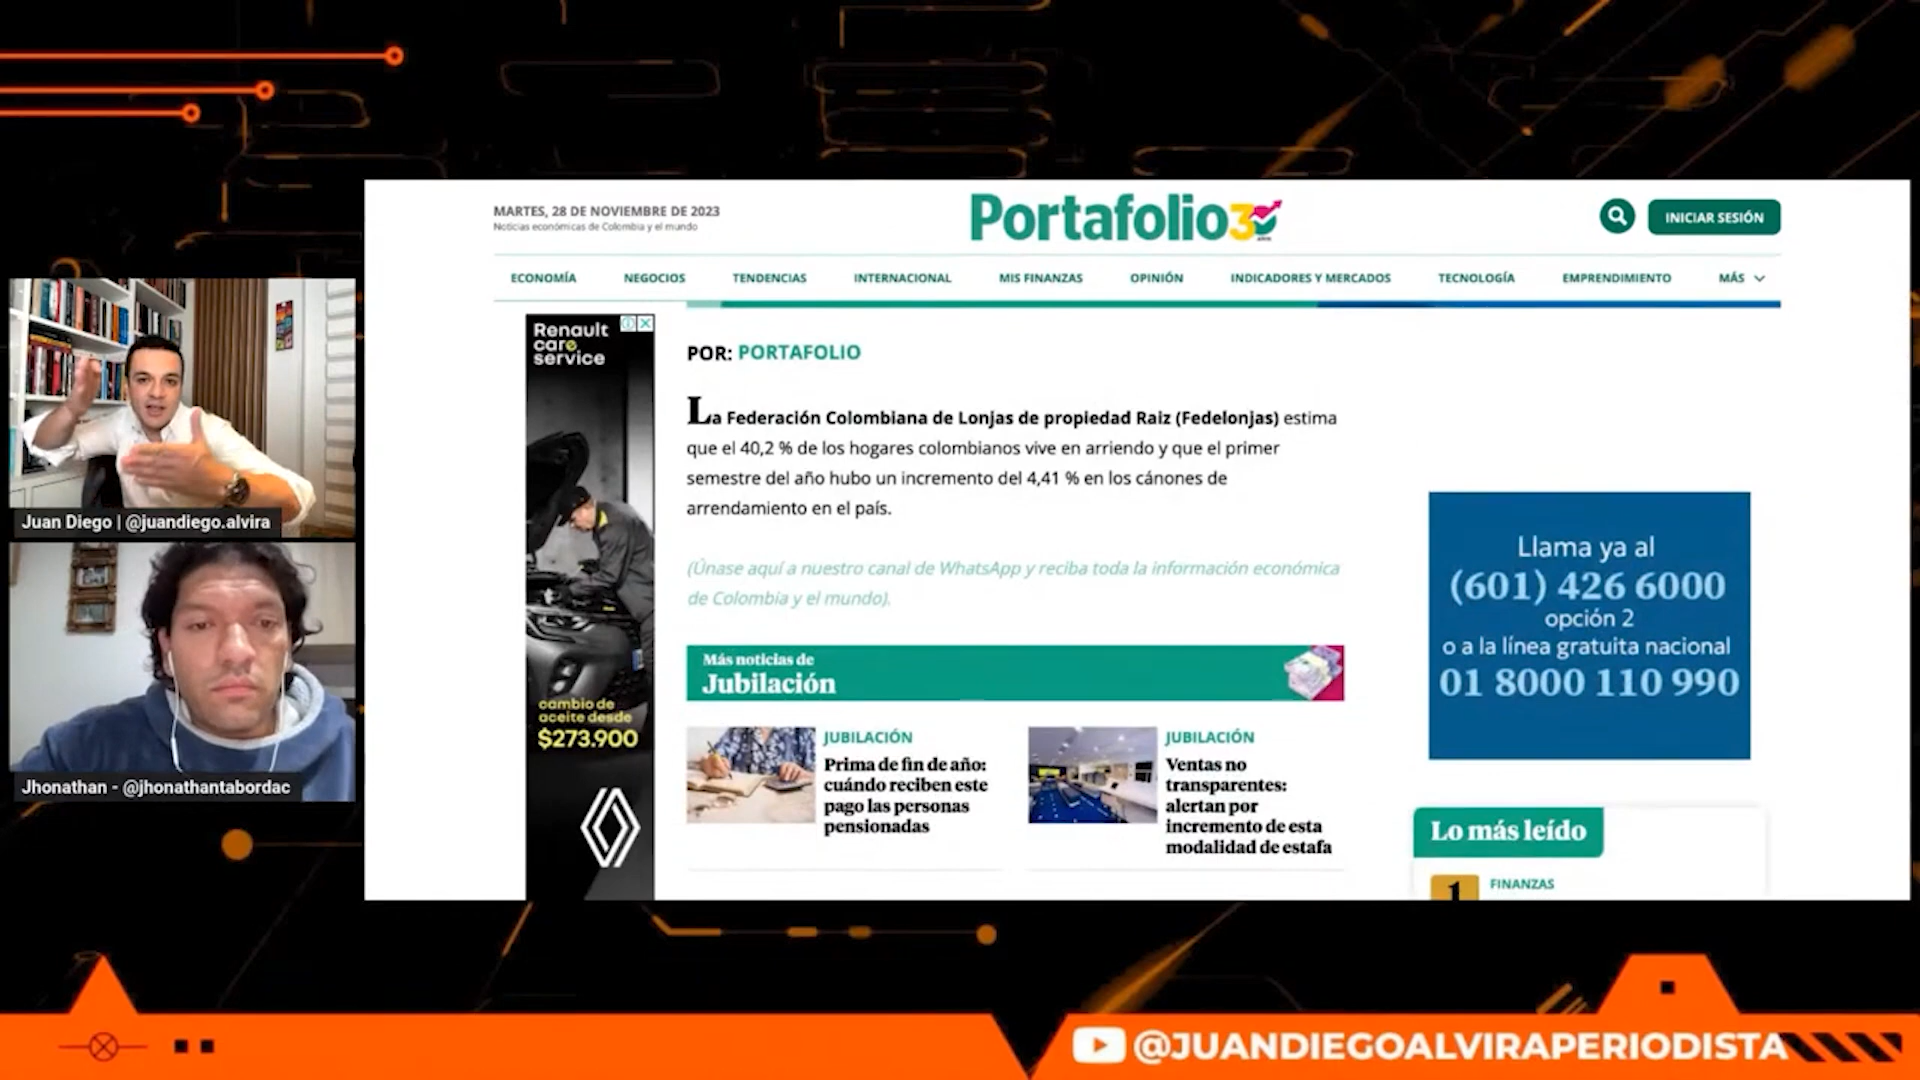 MARTES, 28 DE NOVIEMBRE DE 2023
Noticias económicas de Colombia y el mundo
Portafolio30
INICIAR SESIÓN
ECONOMÍA NEGOCIOS TENDENCIAS INTERNACIONAL MIS FINANZAS OPINIÓN INDICADORES Y MERCADOS TECNOLOGÍA EMPRENDIMIENTO MÁS
Renault
care
service
cambio de
aceite desde
$273.900
POR: PORTAFOLIO
La Federación Colombiana de Lonjas de propiedad Raiz (Fedelonjas) estima
que el 40,2 % de los hogares colombianos vive en arriendo y que el primer
semestre del año hubo un incremento del 4,41 % en los cánones de
arrendamiento en el país.
(Únase aquí a nuestro canal de WhatsApp y reciba toda la información económica
de Colombia y el mundo).
Más noticias de
Jubilación
JUBILACIÓN
Prima de fin de año:
cuándo reciben este
pago las personas
pensionadas
JUBILACIÓN
Ventas no
transparentes:
alertan por
incremento de esta
modalidad de estafa
Llama ya al
(601) 426 6000
opción 2
o a la línea gratuita nacional
01 8000 110 990
Lo más leído
1
FINANZAS
Juan Diego | @juandiego.alvira
Jhonathan - @jhonathantabordac
@JUANDIEGOALVIRAPERIODISTA